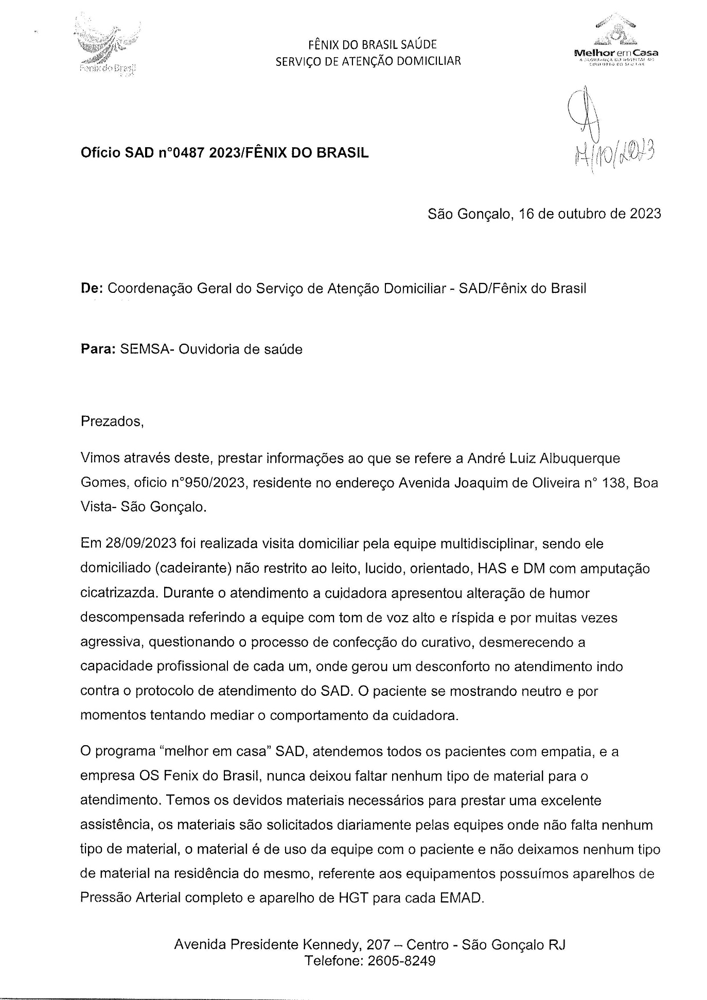 Fenix do Brasil
FÊNIX DO BRASIL SAÚDE
SERVIÇO DE ATENÇÃO DOMICILIAR
Melhor em Casa
A SEGURANÇA DO HOSPITAL NO
CONFORTO DO SEU LAR
17/10/2023
Ofício SAD n°0487 2023/FÊNIX DO BRASIL
São Gonçalo, 16 de outubro de 2023
De: Coordenação Geral do Serviço de Atenção Domiciliar - SAD/Fênix do Brasil
Para: SEMSA- Ouvidoria de saúde
Prezados,
Vimos através deste, prestar informações ao que se refere a André Luiz Albuquerque
Gomes, oficio n°950/2023, residente no endereço Avenida Joaquim de Oliveira n° 138, Boa
Vista- São Gonçalo.
Em 28/09/2023 foi realizada visita domiciliar pela equipe multidisciplinar, sendo ele
domiciliado (cadeirante) não restrito ao leito, lucido, orientado, HAS e DM com amputação
cicatrizazda. Durante o atendimento a cuidadora apresentou alteração de humor
descompensada referindo a equipe com tom de voz alto e ríspida e por muitas vezes
agressiva, questionando o processo de confecção do curativo, desmerecendo a
capacidade profissional de cada um, onde gerou um desconforto no atendimento indo
contra o protocolo de atendimento do SAD. O paciente se mostrando neutro e por
momentos tentando mediar o comportamento da cuidadora.
O programa “melhor em casa” SAD, atendemos todos os pacientes com empatia, e a
empresa OS Fenix do Brasil, nunca deixou faltar nenhum tipo de material para o
atendimento. Temos os devidos materiais necessários para prestar uma excelente
assistência, os materiais são solicitados diariamente pelas equipes onde não falta nenhum
tipo de material, o material é de uso da equipe com o paciente e não deixamos nenhum tipo
de material na residência do mesmo, referente aos equipamentos possuímos aparelhos de
Pressão Arterial completo e aparelho de HGT para cada EMAD.
Avenida Presidente Kennedy, 207 – Centro - São Gonçalo RJ
Telefone: 2605-8249